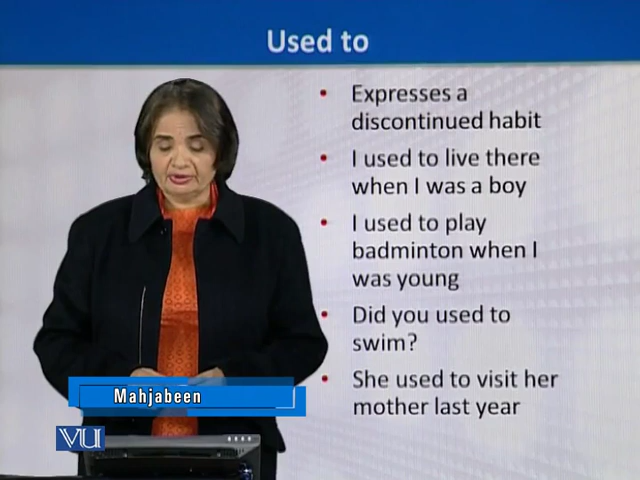 Used to
• Expresses a
discontinued habit
• I used to live there
when I was a boy
• I used to play
badminton when I
was young
• Did you used to
swim?
• She used to visit her
mother last year
Mahjabeen
VU